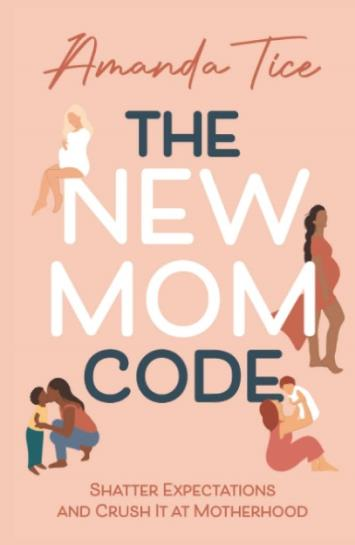 Amanda Tice
THE
NEW
MOM
CODE
SHATTER EXPECTATIONS
AND CRUSH IT AT MOTHERHOOD